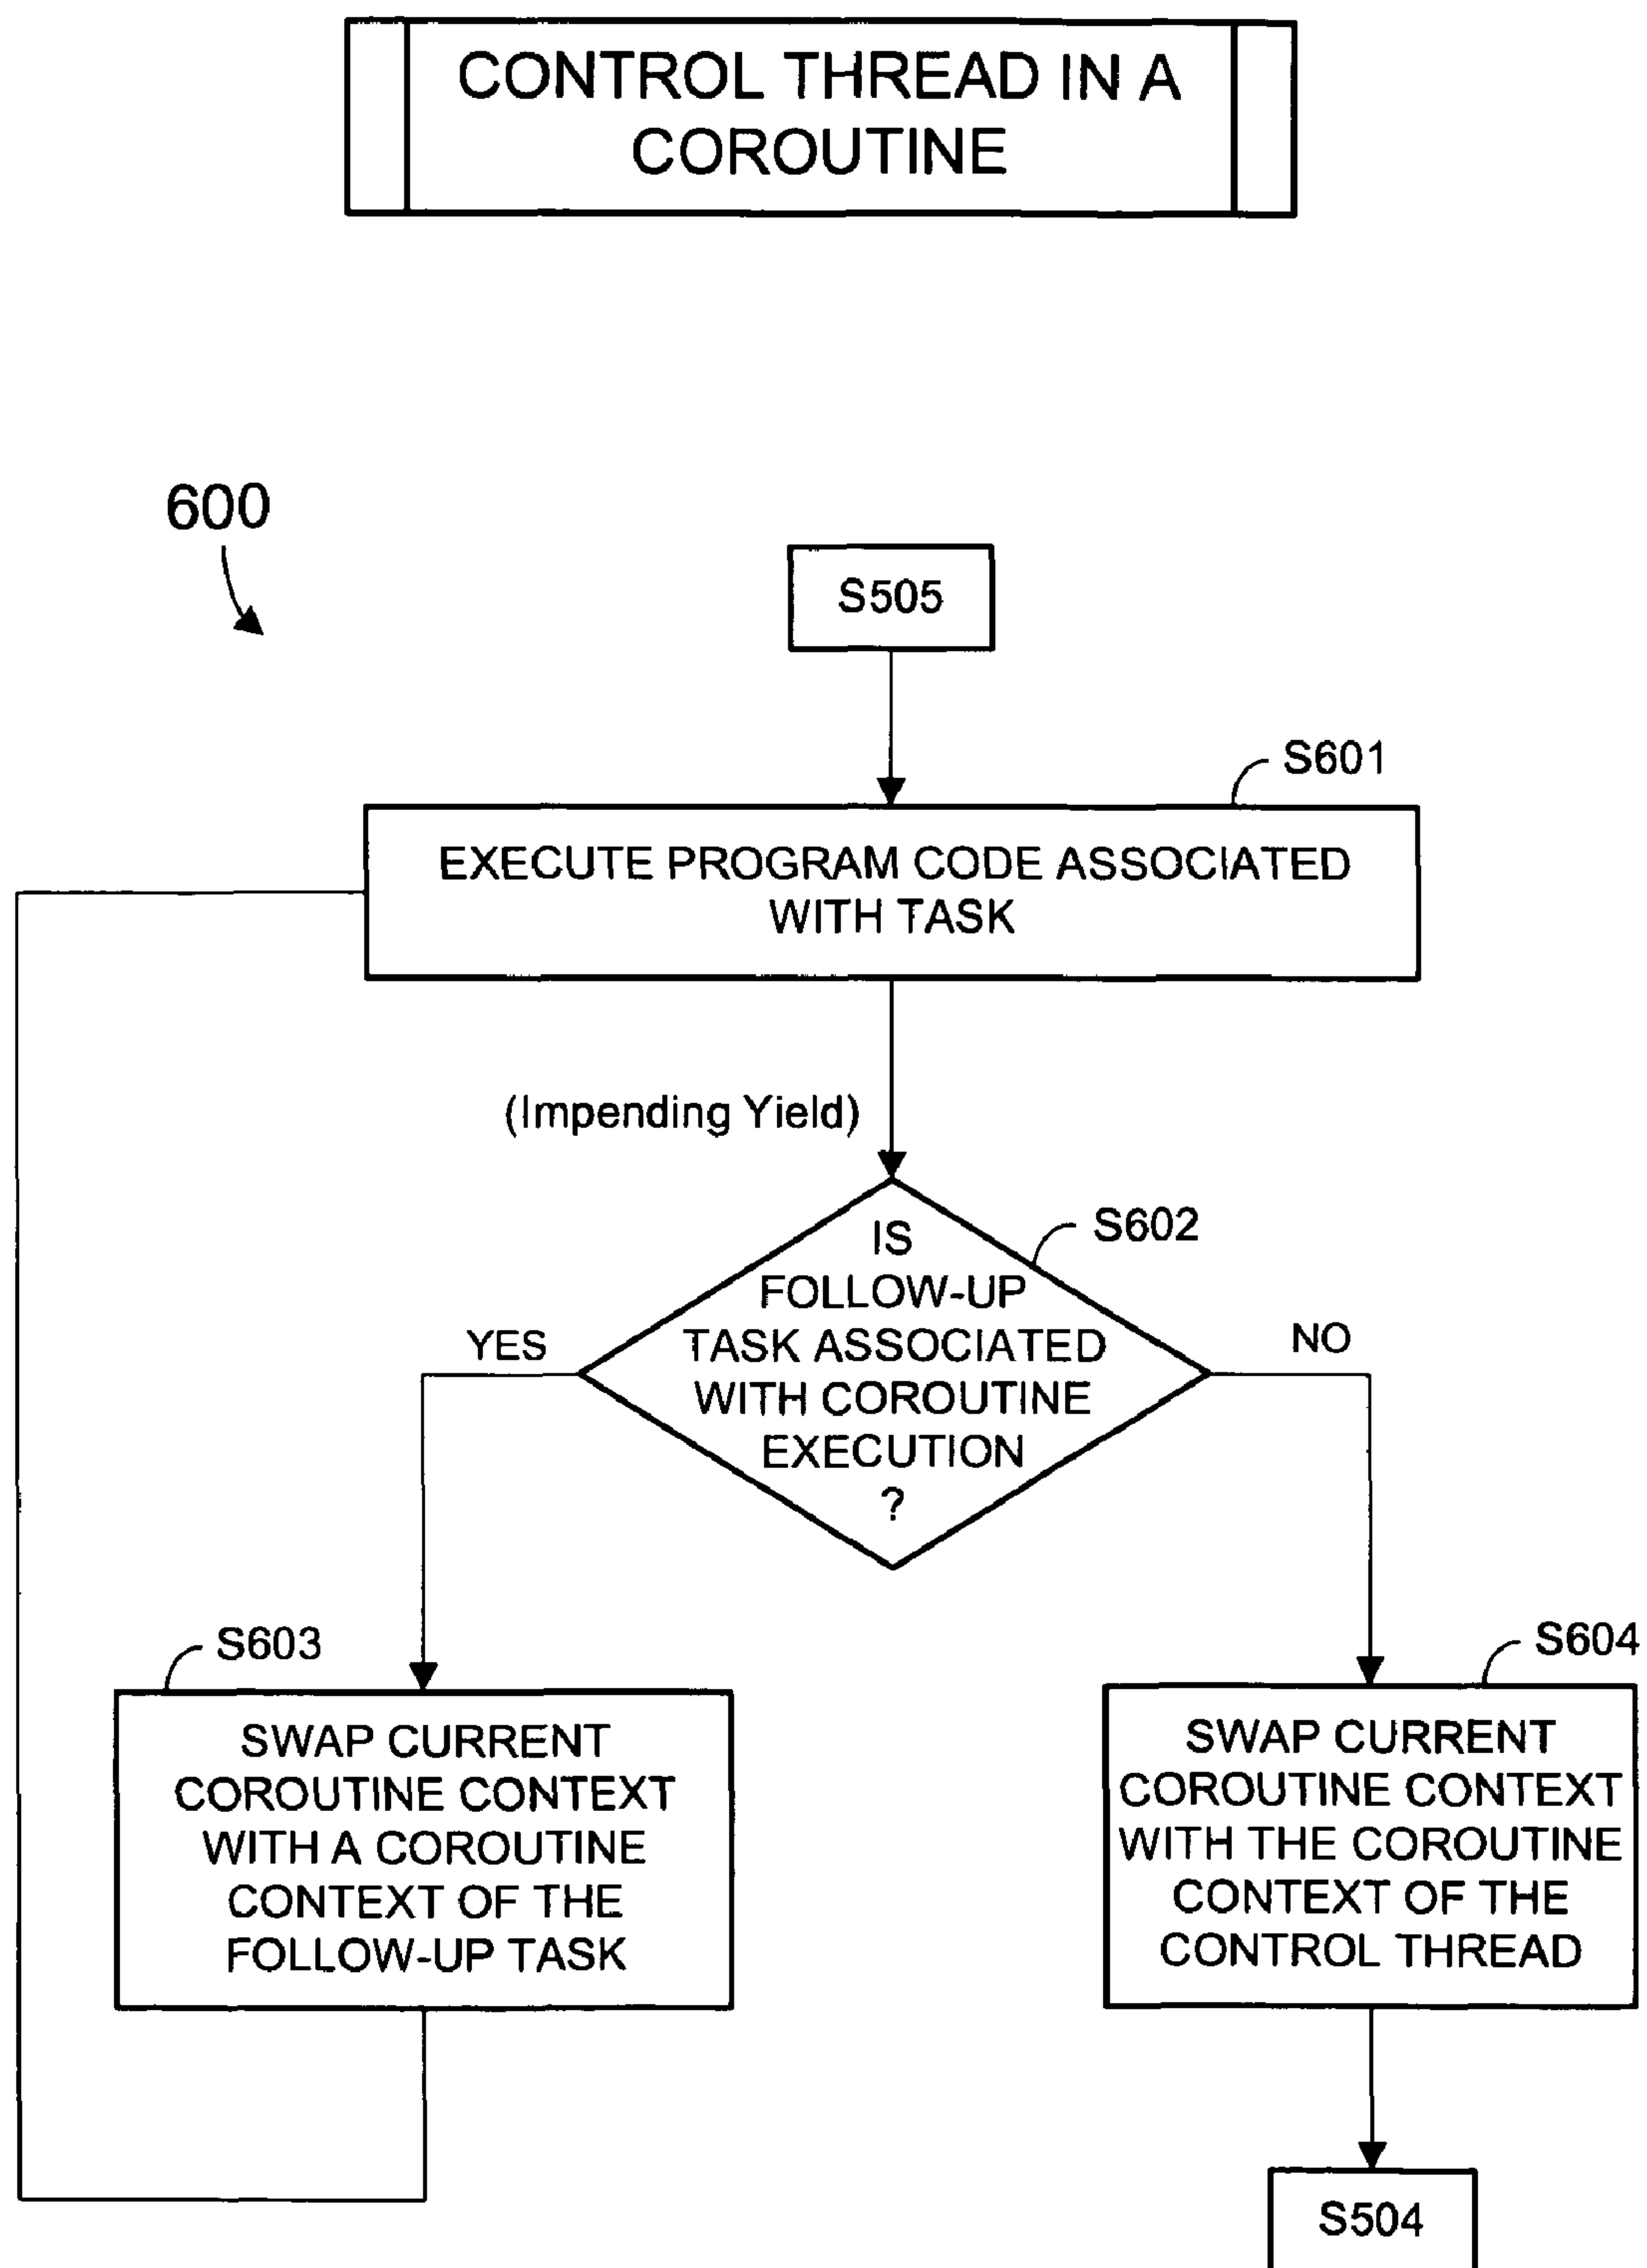 CONTROL THREAD IN A
COROUTINE
600
S505
S601
EXECUTE PROGRAM CODE ASSOCIATED
WITH TASK
(Impending Yield)
S602
IS
FOLLOW-UP
TASK ASSOCIATED
WITH COROUTINE
EXECUTION
?
YES
NO
S603
SWAP CURRENT
COROUTINE CONTEXT
WITH A COROUTINE
CONTEXT OF THE
FOLLOW-UP TASK
S604
SWAP CURRENT
COROUTINE CONTEXT
WITH THE COROUTINE
CONTEXT OF THE
CONTROL THREAD
S504